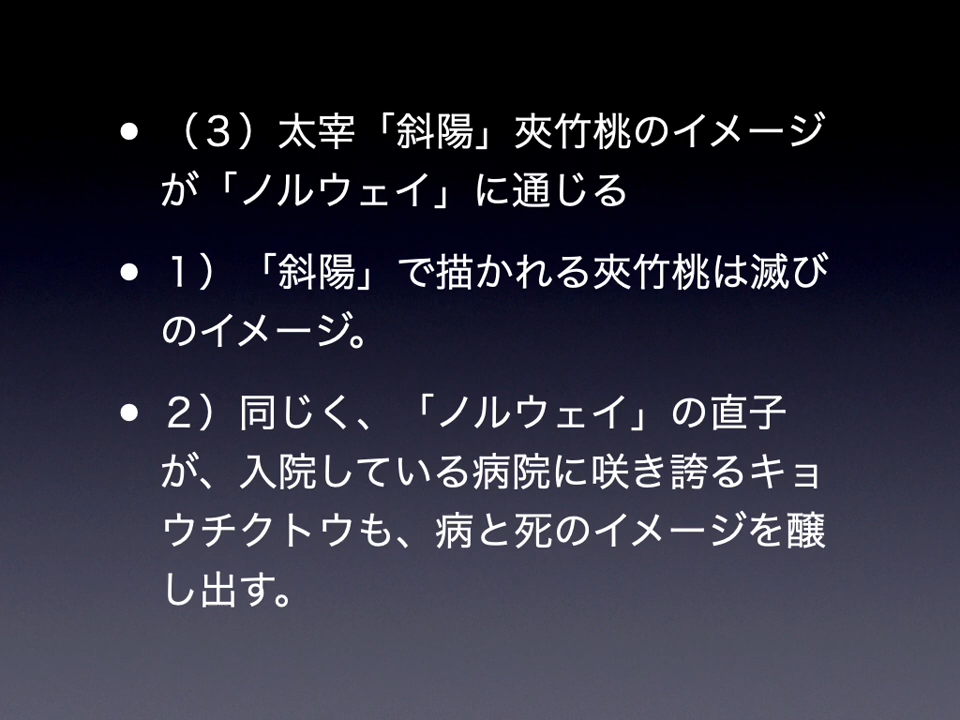 • （３）太宰「斜陽」夾竹桃のイメージ
が「ノルウェイ」に通じる
• １）「斜陽」で描かれる夾竹桃は滅び
のイメージ。
• ２）同じく、「ノルウェイ」の直子
が、入院している病院に咲き誇るキョ
ウチクトウも、病と死のイメージを醸
し出す。